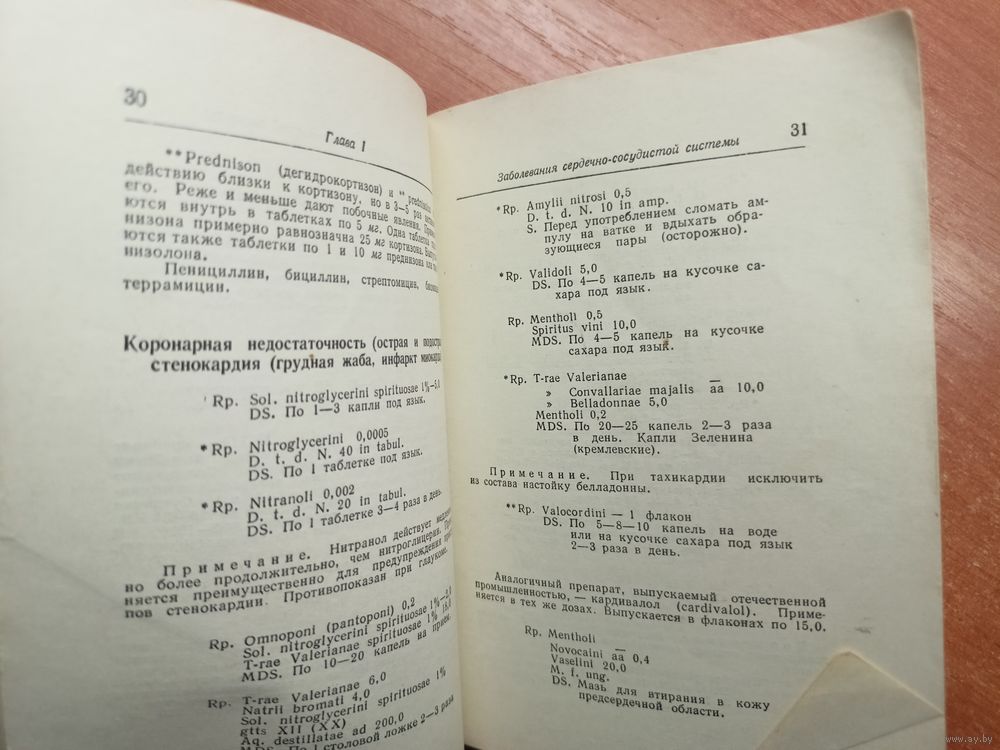 30
Глава I
**Prednison (дегидрокортизон) и **
действию близки к кортизону, но в 3—5 раз
его. Реже и меньше дают побочные явления.
ются внутрь в таблетках по 5 мг. Одна таблетка
низона примерно равнозначна 25 мг кортизона.
ются также таблетки по 1 и 10 мг преднизона или
низолона.
Пенициллин, бициллин, стрептомицин,
террамицин.
Коронарная недостаточность (острая и
стенокардия (грудная жаба, инфаркт
Rp. Sol. nitroglycerini spirituosae 1%—5,0
DS. По 1—3 капли под язык.
*Rp. Nitroglycerini 0,0005
D. t. d. N. 40 in tabul.
DS. По 1 таблетке под язык.
*Rp. Nitranoli 0,002
D. t. d. N. 20 in tabul.
DS. По 1 таблетке 3—4 раза в день.
Примечание. Нитранол действует
но более продолжительно, чем нитроглицерин.
няется преимущественно для предупреждения
пов стенокардии. Противопоказан при глаукоме.
Rp. Omnoponi (pantoponi) 0,2
Sol. nitroglycerini spirituosae 1%—
T-rae Valerianae spirituosae 1%
MDS. По 10—20 капель на прием.
Rp. T-rae Valerianae 6,0
Natrii bromati 4,0
Sol. nitroglycerini spirituosae 1%
gtts XII (XX)
Aq. destillatae ad 200,0
MDS. По 1 столовой ложке 2—3 раза
31
Заболевания сердечно-сосудистой системы
*Rp. Amylii nitrosi 0,5
D. t. d. N. 10 in amp.
S. Перед употреблением сломать ам-
пулу на ватке и вдыхать обра-
зующиеся пары (осторожно).
*Rp. Validoli 5,0
DS. По 4—5 капель на кусочке са-
хара под язык.
Rp. Mentholi 0,5
Spiritus vini 10,0
MDS. По 4—5 капель на кусочке
сахара под язык.
*Rp. T-rae Valerianae
» Convallariae majalis a̅a̅ 10,0
» Belladonnae 5,0
Mentholi 0,2
MDS. По 20—25 капель 2—3 раза
в день. Капли Зеленина
(кремлевские).
Примечание. При тахикардии исключить
из состава настойку белладонны.
**Rp. Valocordini — 1 флакон
DS. По 5—8—10 капель на воде
или на кусочке сахара под язык
2—3 раза в день.
Аналогичный препарат, выпускаемый отечественной
промышленностью, — кардивалол (cardivalol). Приме-
няется в тех же дозах. Выпускается в флаконах по 15,0.
Rp. Mentholi
Novocaini a̅a̅ 0,4
Vaselini 20,0
M. f. ung.
DS. Мазь для втирания в кожу
предсердечной области.
www.ay.by